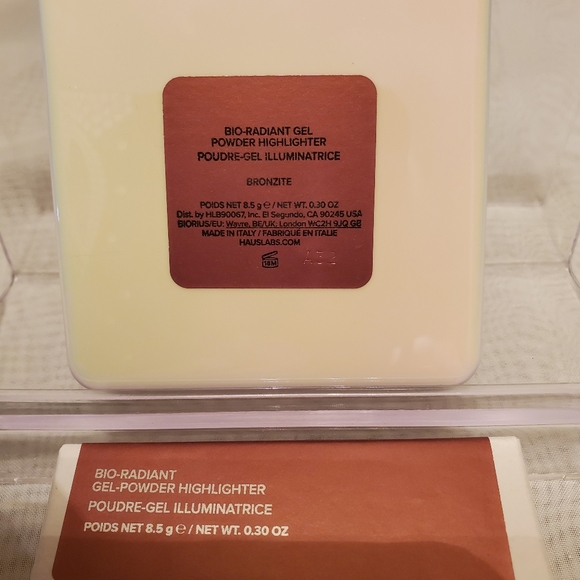 BIO-RADIANT GEL
POWDER HIGHLIGHTER
POUDRE-GEL ILLUMINATRICE
BRONZITE
POIDS NET 8.5 g ℮ / NET WT. 0.30 OZ
Dist. by HLB90067, Inc. El Segundo, CA 90245 USA
BIORIUS/EU: Wavre, BE/UK: London WC2H 9JQ GB
MADE IN ITALY / FABRIQUÉ EN ITALIE
HAUSLABS.COM
18M
BIO-RADIANT
GEL-POWDER HIGHLIGHTER
POUDRE-GEL ILLUMINATRICE
POIDS NET 8.5 g ℮ / NET WT. 0.30 OZ